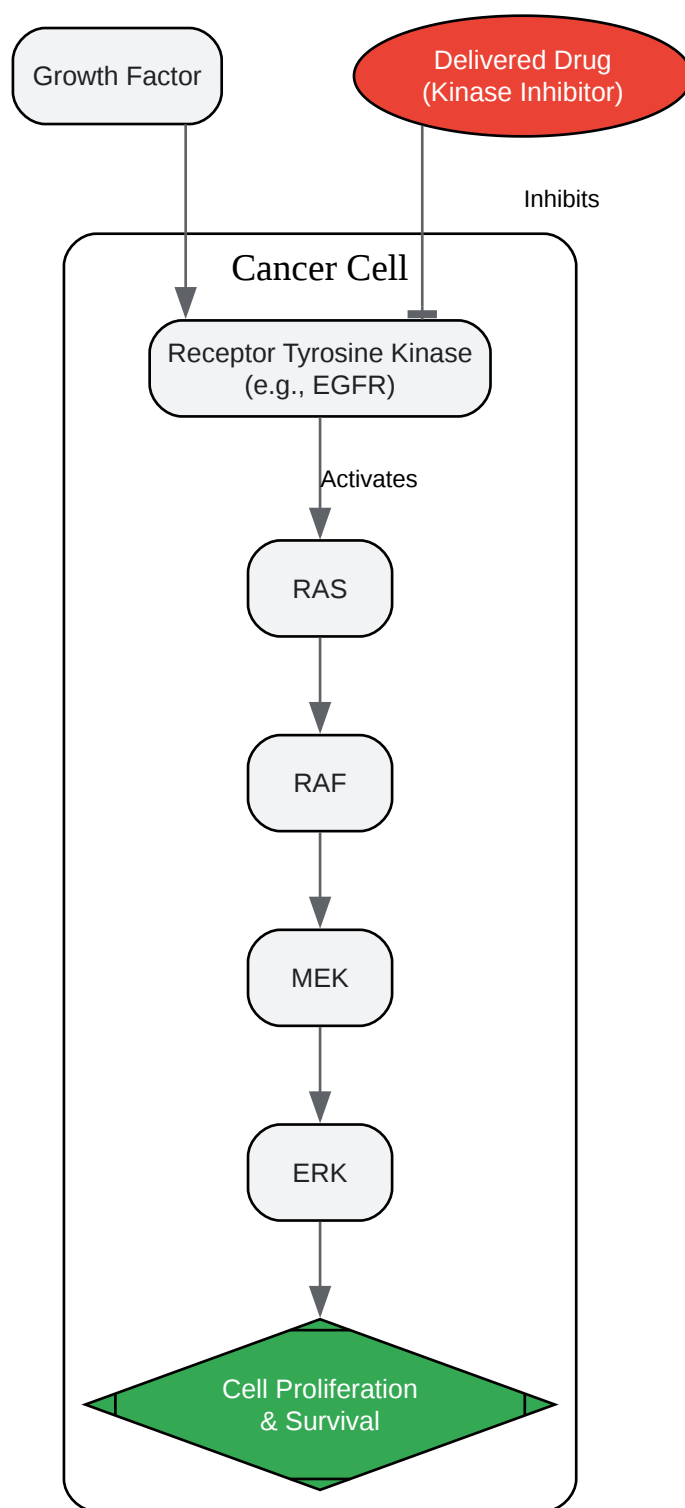 Growth Factor
Delivered Drug
(Kinase Inhibitor)
Inhibits
Cancer Cell
Receptor Tyrosine Kinase
(e.g., EGFR)
Activates
RAS
RAF
MEK
ERK
Cell Proliferation
& Survival